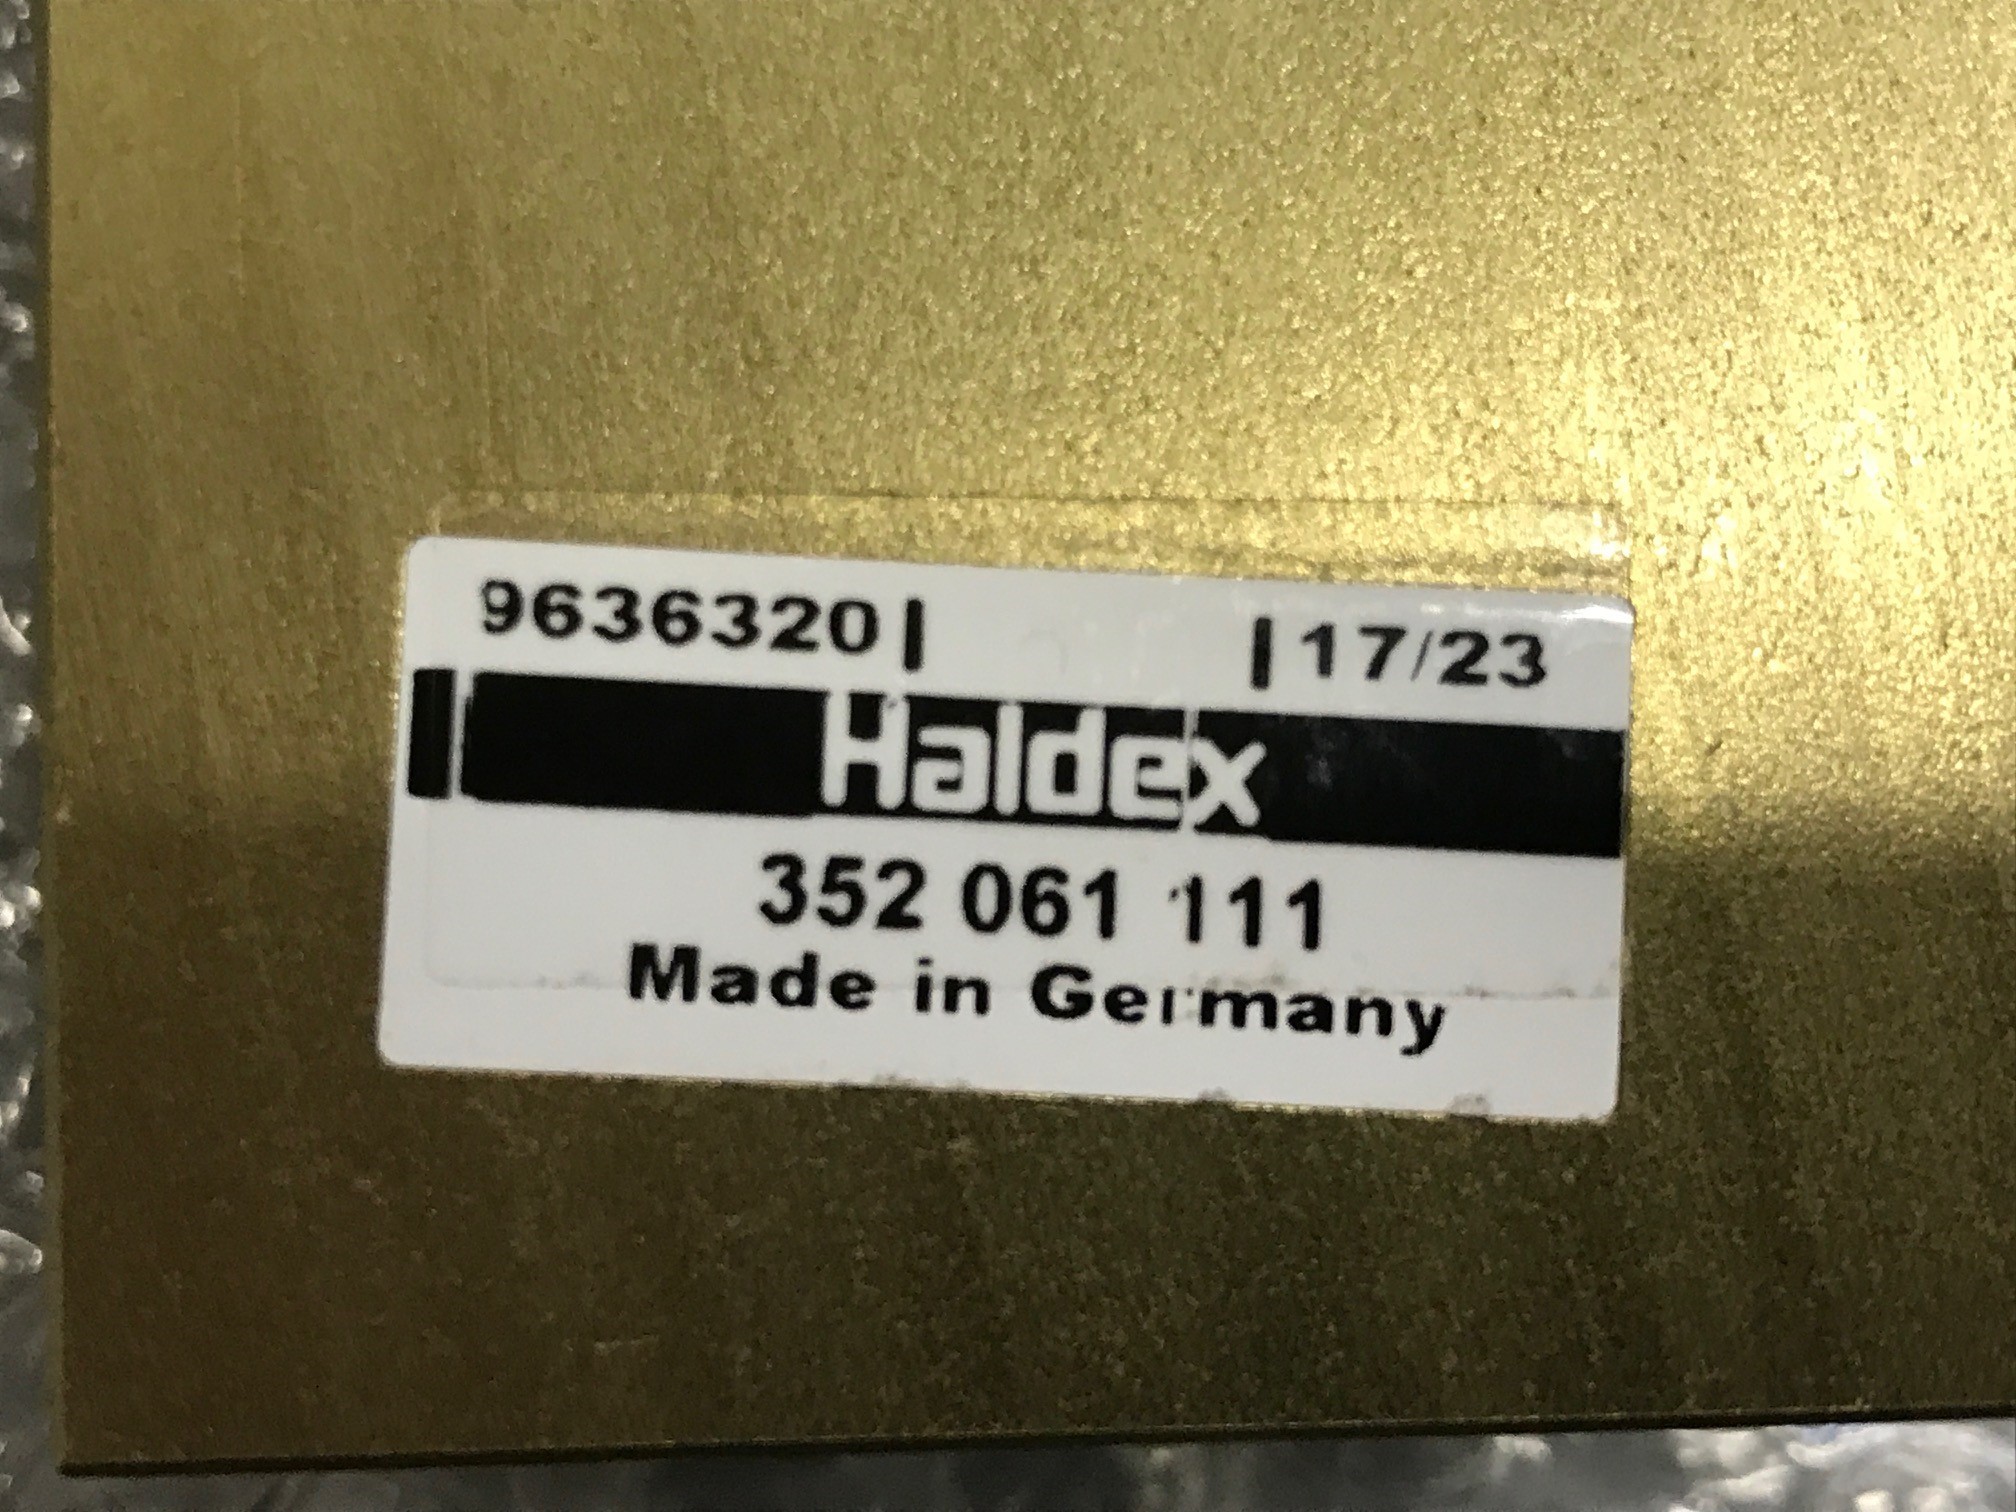 9636320| |17/23
Haldex
352 061 111
Made in Germany